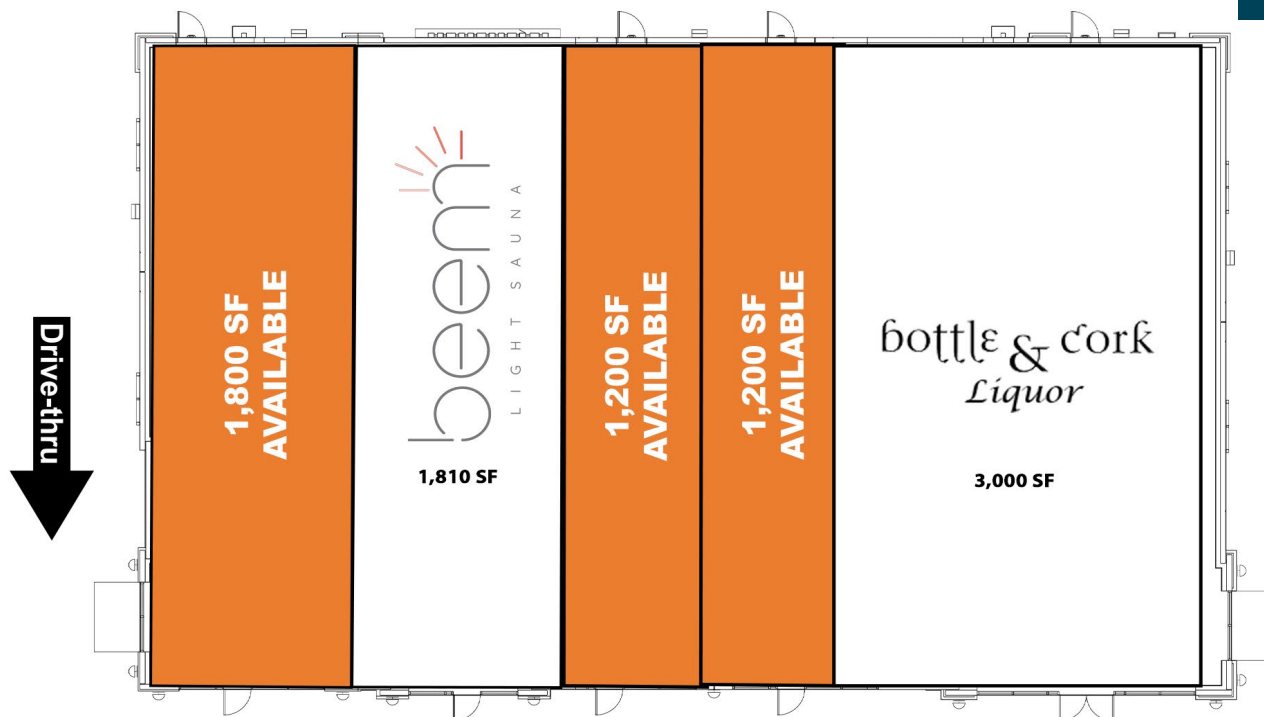 Drive-thru
1,800 SF
AVAILABLE
beem
LIGHT SAUNA
1,810 SF
1,200 SF
AVAILABLE
1,200 SF
AVAILABLE
bottle & cork
Liquor
3,000 SF